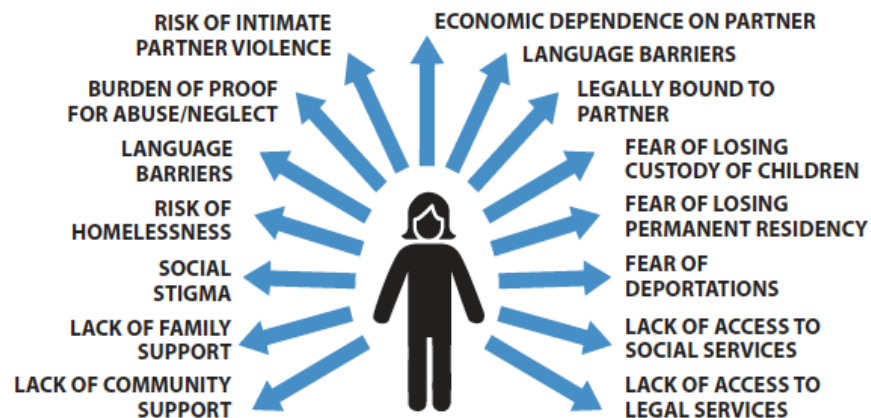 RISK OF INTIMATE
PARTNER VIOLENCE
BURDEN OF PROOF
FOR ABUSE/NEGLECT
LANGUAGE
BARRIERS
RISK OF
HOMELESSNESS
SOCIAL
STIGMA
LACK OF FAMILY
SUPPORT
LACK OF COMMUNITY
SUPPORT
ECONOMIC DEPENDENCE ON PARTNER
LANGUAGE BARRIERS
LEGALLY BOUND TO
PARTNER
FEAR OF LOSING
CUSTODY OF CHILDREN
FEAR OF LOSING
PERMANENT RESIDENCY
FEAR OF
DEPORTATIONS
LACK OF ACCESS TO
SOCIAL SERVICES
LACK OF ACCESS TO
LEGAL SERVICES